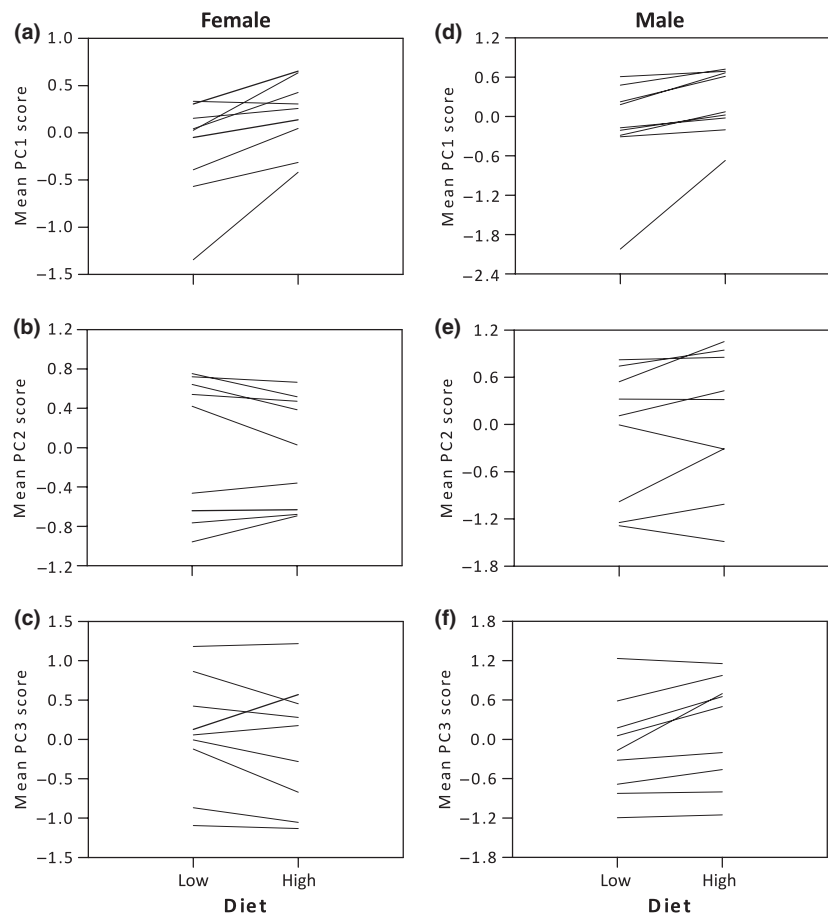 Female
Male
(a)
Mean PC1 score
1.0
0.5
0.0
−0.5
−1.0
−1.5
(d)
Mean PC1 score
1.2
0.6
0.0
−0.6
−1.2
−1.8
−2.4
(b)
Mean PC2 score
1.2
0.8
0.4
0.0
−0.4
−0.8
−1.2
(e)
Mean PC2 score
1.2
0.6
0.0
−0.6
−1.2
−1.8
(c)
Mean PC3 score
1.5
1.0
0.5
0.0
−0.5
−1.0
−1.5
Low High
Diet
(f)
Mean PC3 score
1.8
1.2
0.6
0.0
−0.6
−1.2
−1.8
Low High
Diet